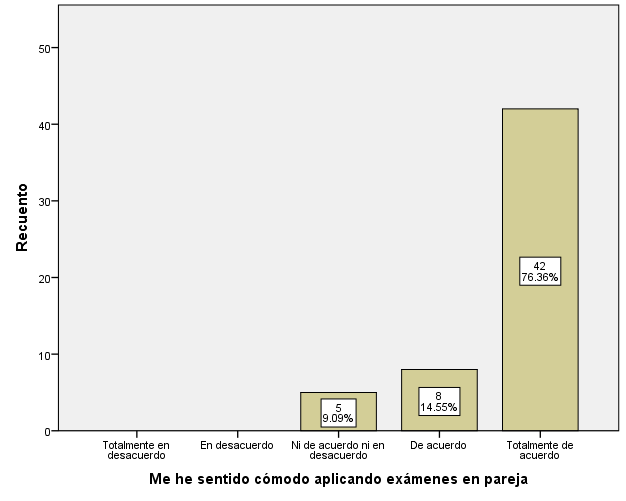 Recuento
50
40
30
20
10
0
5
9.09%
8
14.55%
42
76.36%
Totalmente en
desacuerdo
En desacuerdo
Ni de acuerdo ni en
desacuerdo
De acuerdo
Totalmente de
acuerdo
Me he sentido cómodo aplicando exámenes en pareja